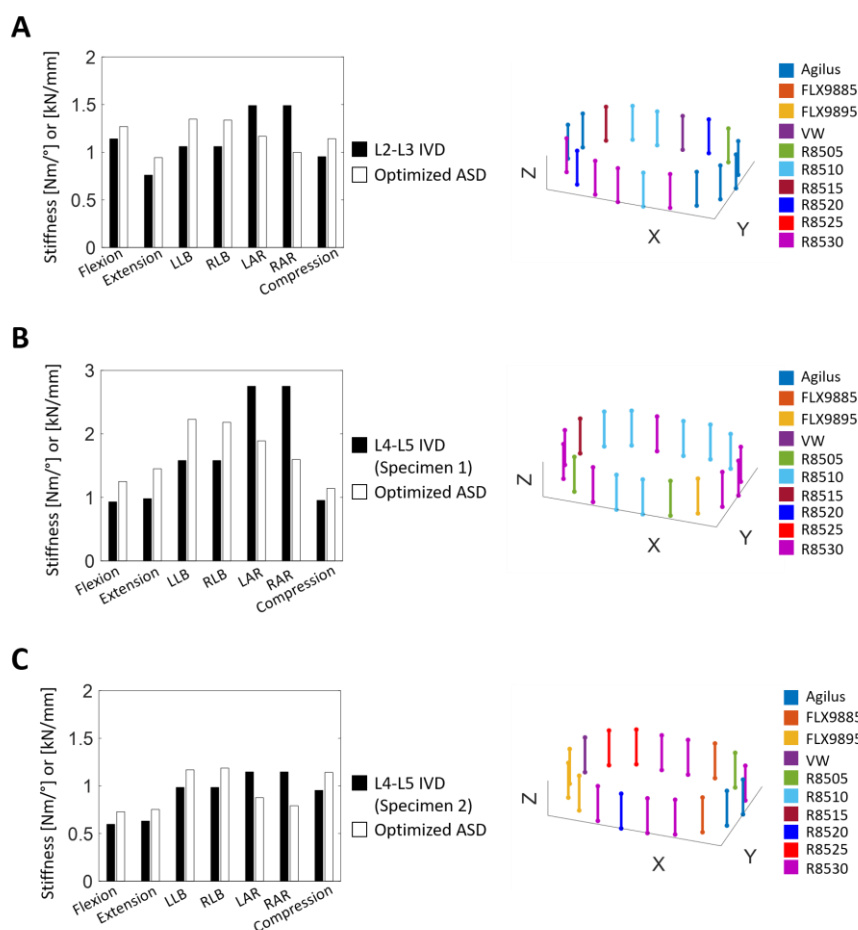 A
Stiffness [Nm/°] or [kN/mm]
2
1.5
1
0.5
0
Flexion
Extension
LLB
RLB
LAR
RAR
Compression
L2-L3 IVD
Optimized ASD
Z
X
Y
Agilus
FLX9885
FLX9895
VW
R8505
R8510
R8515
R8520
R8525
R8530
B
Stiffness [Nm/°] or [kN/mm]
3
2
1
0
Flexion
Extension
LLB
RLB
LAR
RAR
Compression
L4-L5 IVD
(Specimen 1)
Optimized ASD
Z
X
Y
Agilus
FLX9885
FLX9895
VW
R8505
R8510
R8515
R8520
R8525
R8530
C
Stiffness [Nm/°] or [kN/mm]
2
1.5
1
0.5
0
Flexion
Extension
LLB
RLB
LAR
RAR
Compression
L4-L5 IVD
(Specimen 2)
Optimized ASD
Z
X
Y
Agilus
FLX9885
FLX9895
VW
R8505
R8510
R8515
R8520
R8525
R8530